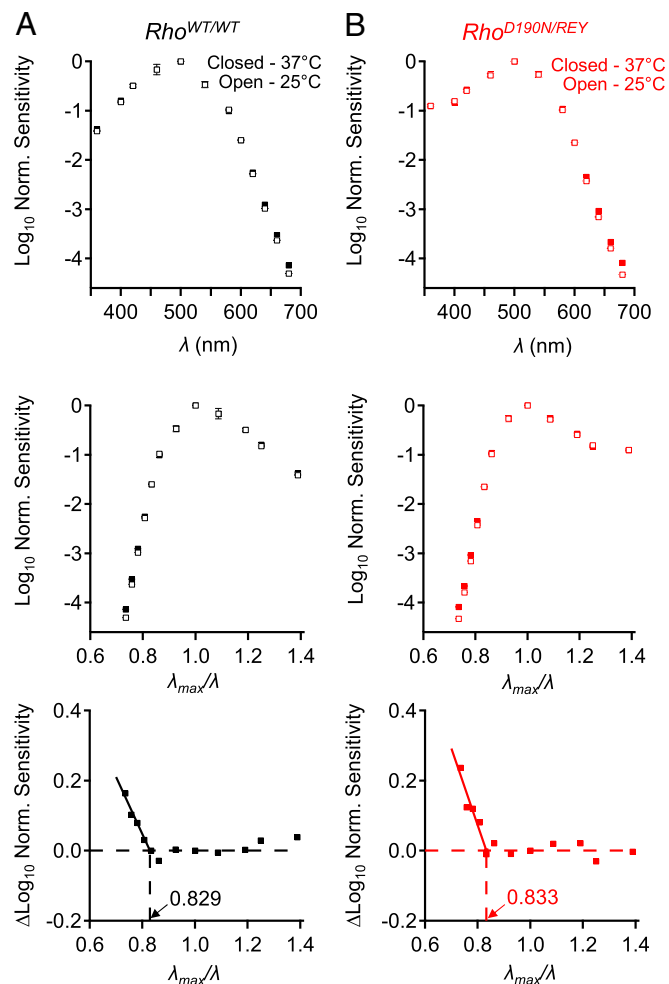 A
Rho^WT/WT
Closed - 37°C
Open - 25°C
Log10 Norm. Sensitivity
0
-1
-2
-3
-4
400 500 600 700
λ (nm)
B
Rho^D190N/REY
Closed - 37°C
Open - 25°C
Log10 Norm. Sensitivity
0
-1
-2
-3
-4
400 500 600 700
λ (nm)
Log10 Norm. Sensitivity
0
-1
-2
-3
-4
0.6 0.8 1.0 1.2 1.4
λmax/λ
Log10 Norm. Sensitivity
0
-1
-2
-3
-4
0.6 0.8 1.0 1.2 1.4
λmax/λ
ΔLog10 Norm. Sensitivity
0.4
0.2
0.0
-0.2
0.829
0.6 0.8 1.0 1.2 1.4
λmax/λ
ΔLog10 Norm. Sensitivity
0.4
0.2
0.0
-0.2
0.833
0.6 0.8 1.0 1.2 1.4
λmax/λ